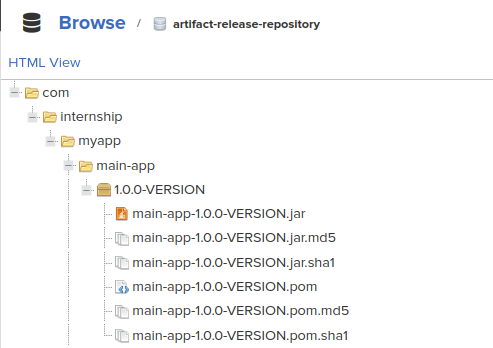 Browse / artifact-release-repository
HTML View
com
internship
myapp
main-app
1.0.0-VERSION
main-app-1.0.0-VERSION.jar
main-app-1.0.0-VERSION.jar.md5
main-app-1.0.0-VERSION.jar.sha1
main-app-1.0.0-VERSION.pom
main-app-1.0.0-VERSION.pom.md5
main-app-1.0.0-VERSION.pom.sha1